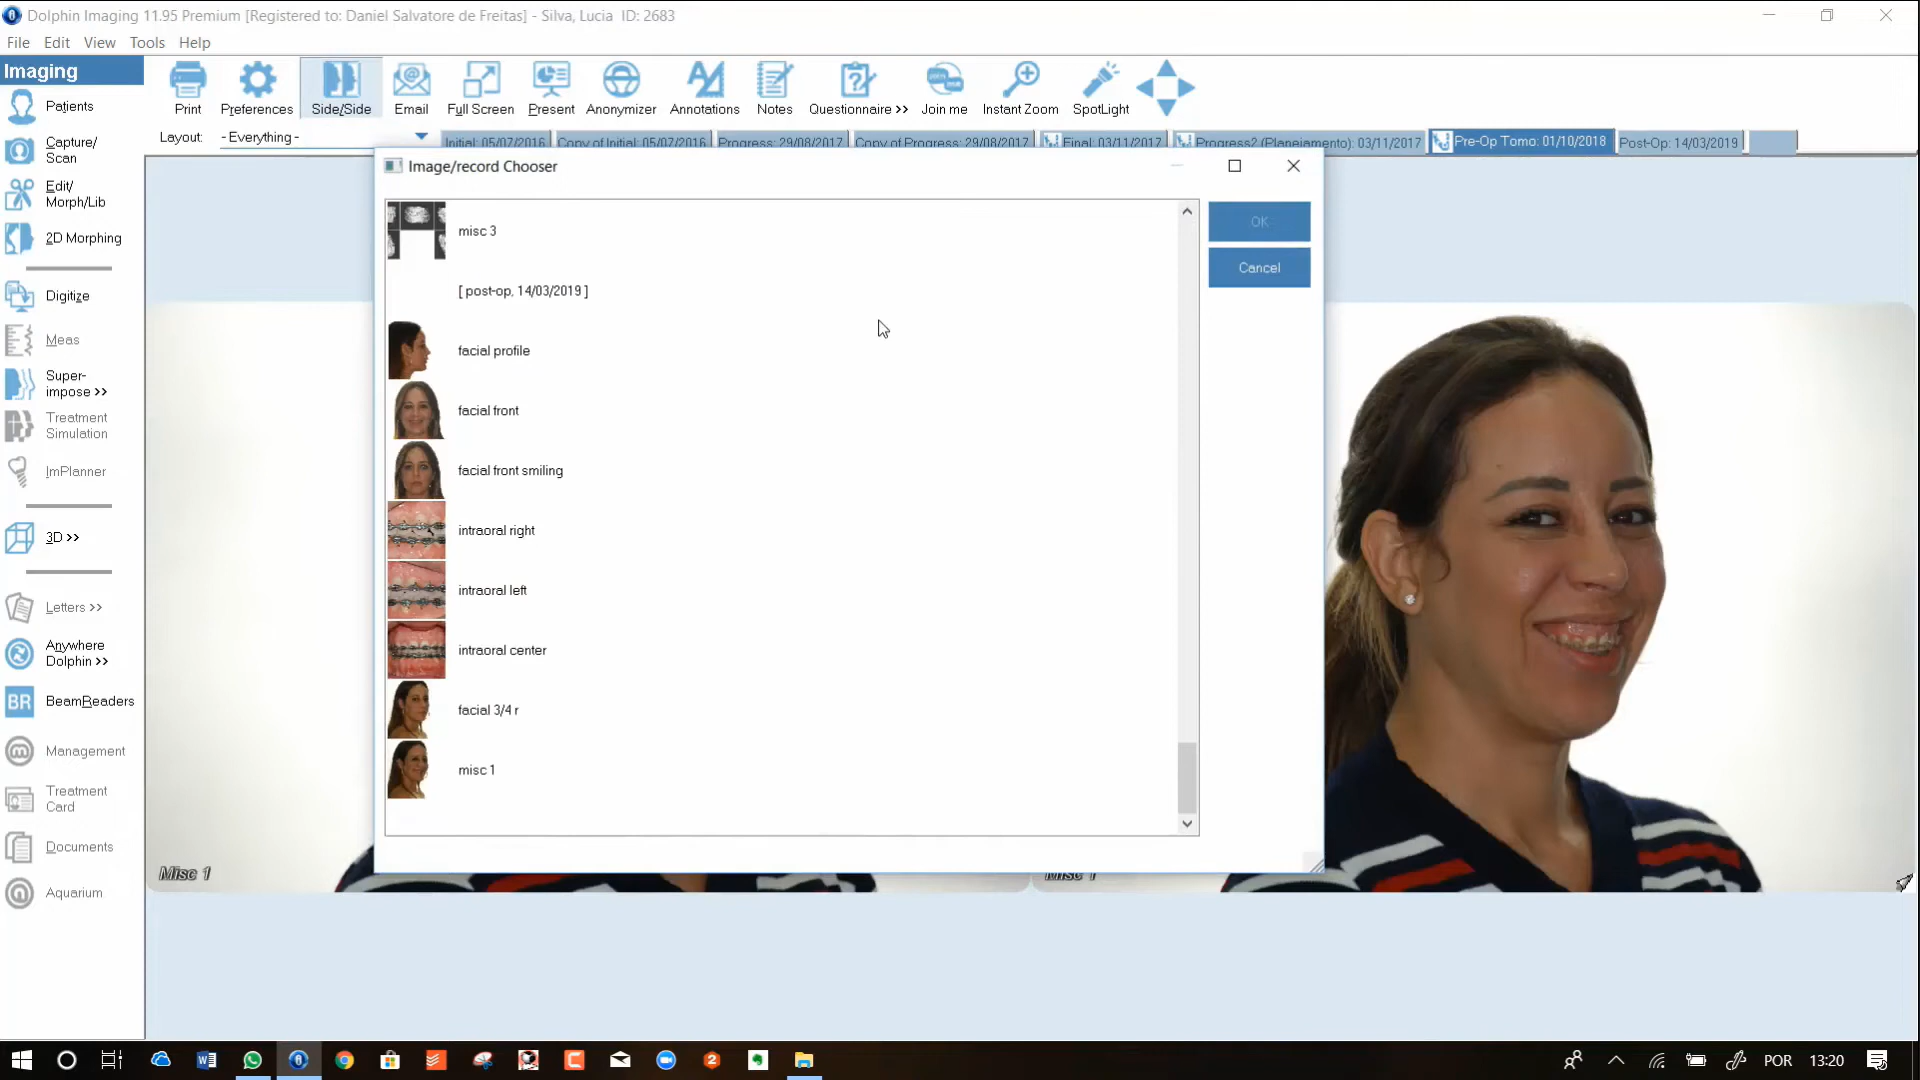 Dolphin Imaging 11.95 Premium [Registered to: Daniel Salvatore de Freitas] - Silva, Lucia ID: 2683
File Edit View Tools Help
Imaging
Patients
Capture/
Scan
Edit/
Morph/Lib
2D Morphing
Digitize
Meas
Super-
impose >>
Treatment
Simulation
ImPlanner
3D >>
Letters >>
Anywhere
Dolphin >>
BR BeamReaders
Management
Treatment
Card
Documents
Aquarium
Print Preferences Side/Side Email Full Screen Present Anonymizer Annotations Notes Questionnaire >> Join me Instant Zoom SpotLight
Layout: - Everything -
Initial: 05/07/2016 Copy of Initial: 05/07/2016 Progress: 29/08/2017 Copy of Progress: 29/08/2017 Final: 03/11/2017 Progress2 (Planejamento): 03/11/2017 Pre-Op Tomo: 01/10/2018 Post-Op: 14/03/2019
Image/record Chooser
misc 3
[ post-op, 14/03/2019 ]
facial profile
facial front
facial front smiling
intraoral right
intraoral left
intraoral center
facial 3/4 r
misc 1
OK
Cancel
Misc 1
Misc 1
POR 13:20